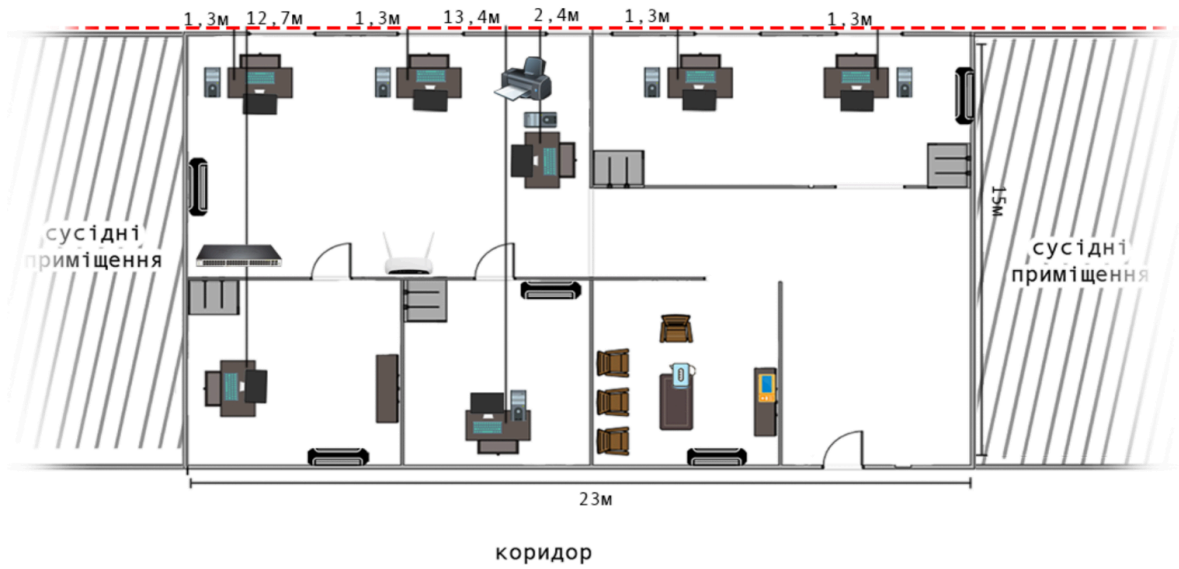 1,3м 12,7м 1,3м 13,4м 2,4м 1,3м 1,3м
15м
сусідні
приміщення
сусідні
приміщення
23м
коридор